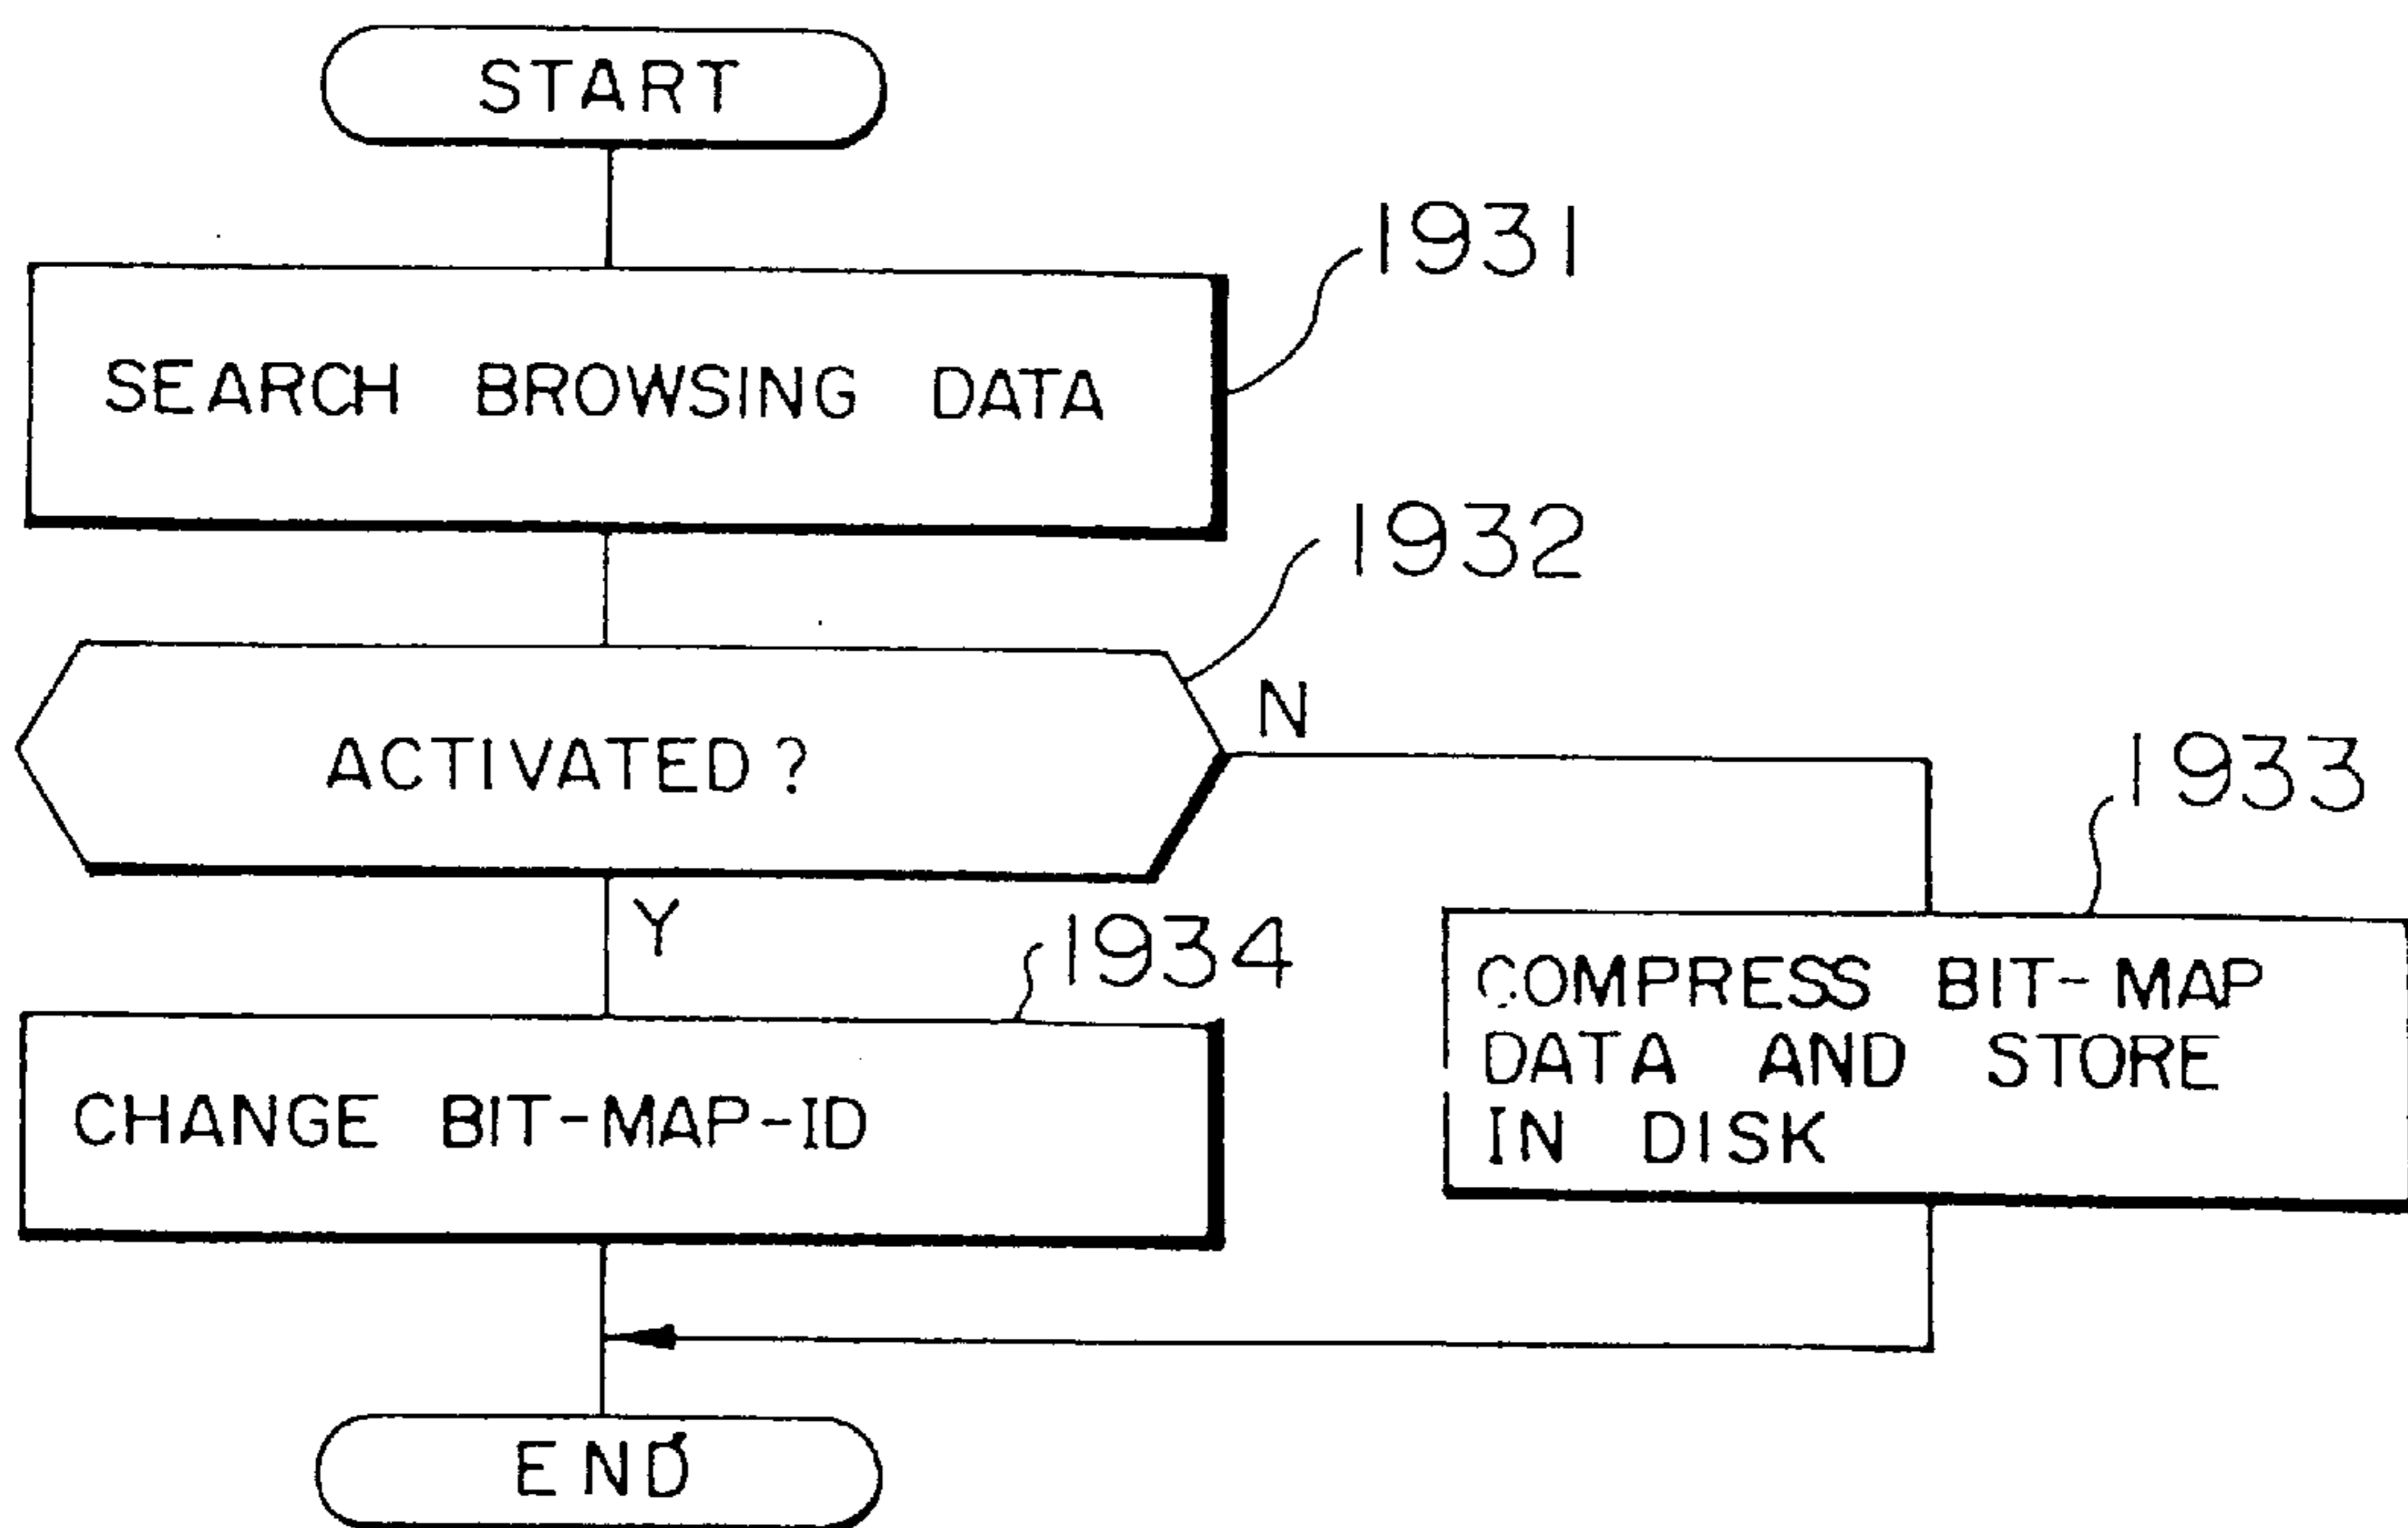 START
1931
SEARCH BROWSING DATA
1932
ACTIVATED?
N
1933
Y
1934
COMPRESS BIT-MAP
DATA AND STORE
IN DISK
CHANGE BIT-MAP-ID
END